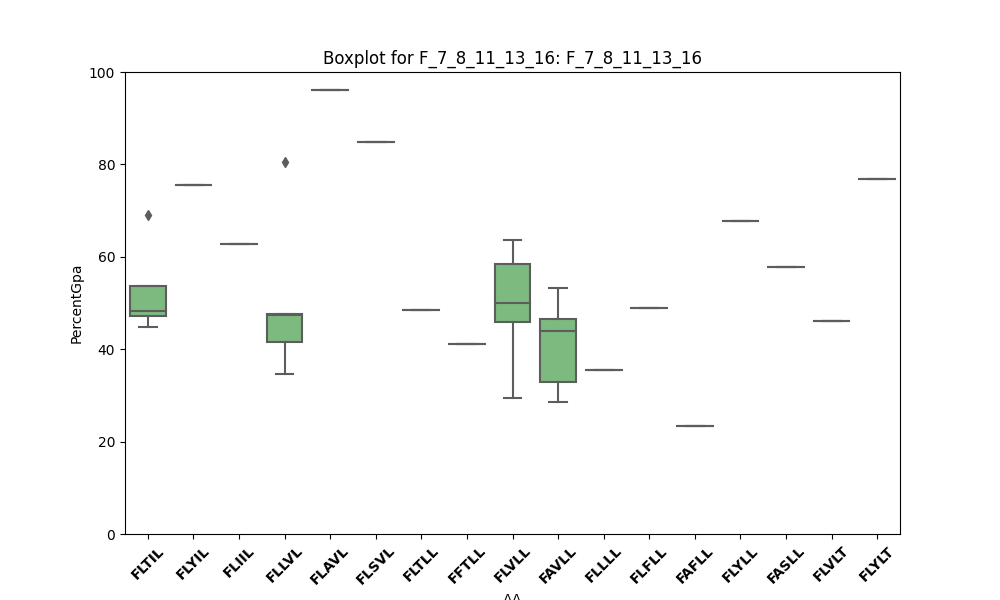 Boxplot for F_7_8_11_13_16: F_7_8_11_13_16
100
80
60
40
20
0
PercentGpa
FLTIL FLYIL FLIIL FLLVL FLAVL FLSVL FLTLL FFTLL FLVLL FAVLL FLLLL FLFLL FAFLL FLYLL FASLL FLVLT FLYLT
AA